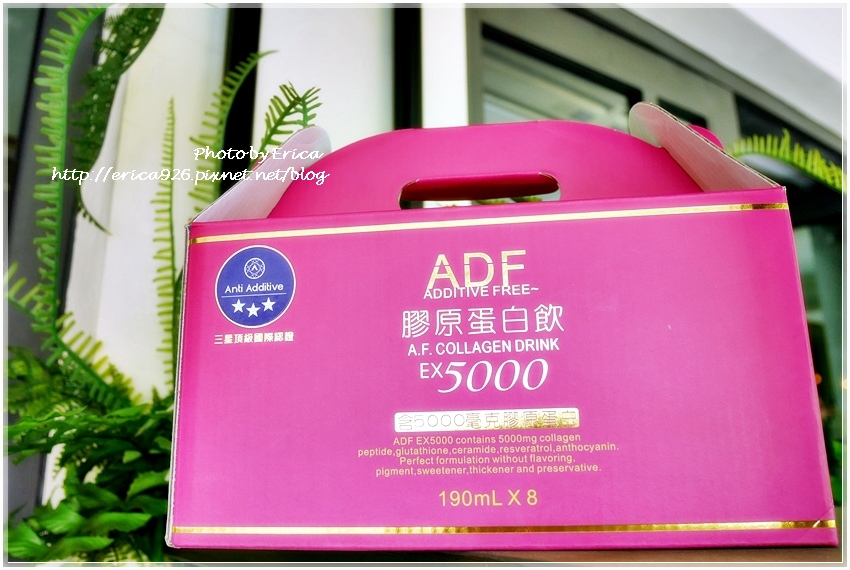 Photo by Erica
http://erica926.pixnet.net/blog
Anti Additive
三星頂級國際認證
ADF
ADDITIVE FREE~
膠原蛋白飲
A.F. COLLAGEN DRINK
EX5000
含5000毫克膠原蛋白
ADF EX5000 contains 5000mg collagen
peptide,glutathione,ceramide,resveratrol,anthocyanin.
Perfect formulation without flavoring,
pigment,sweetener,thickener and preservative.
190mL X 8